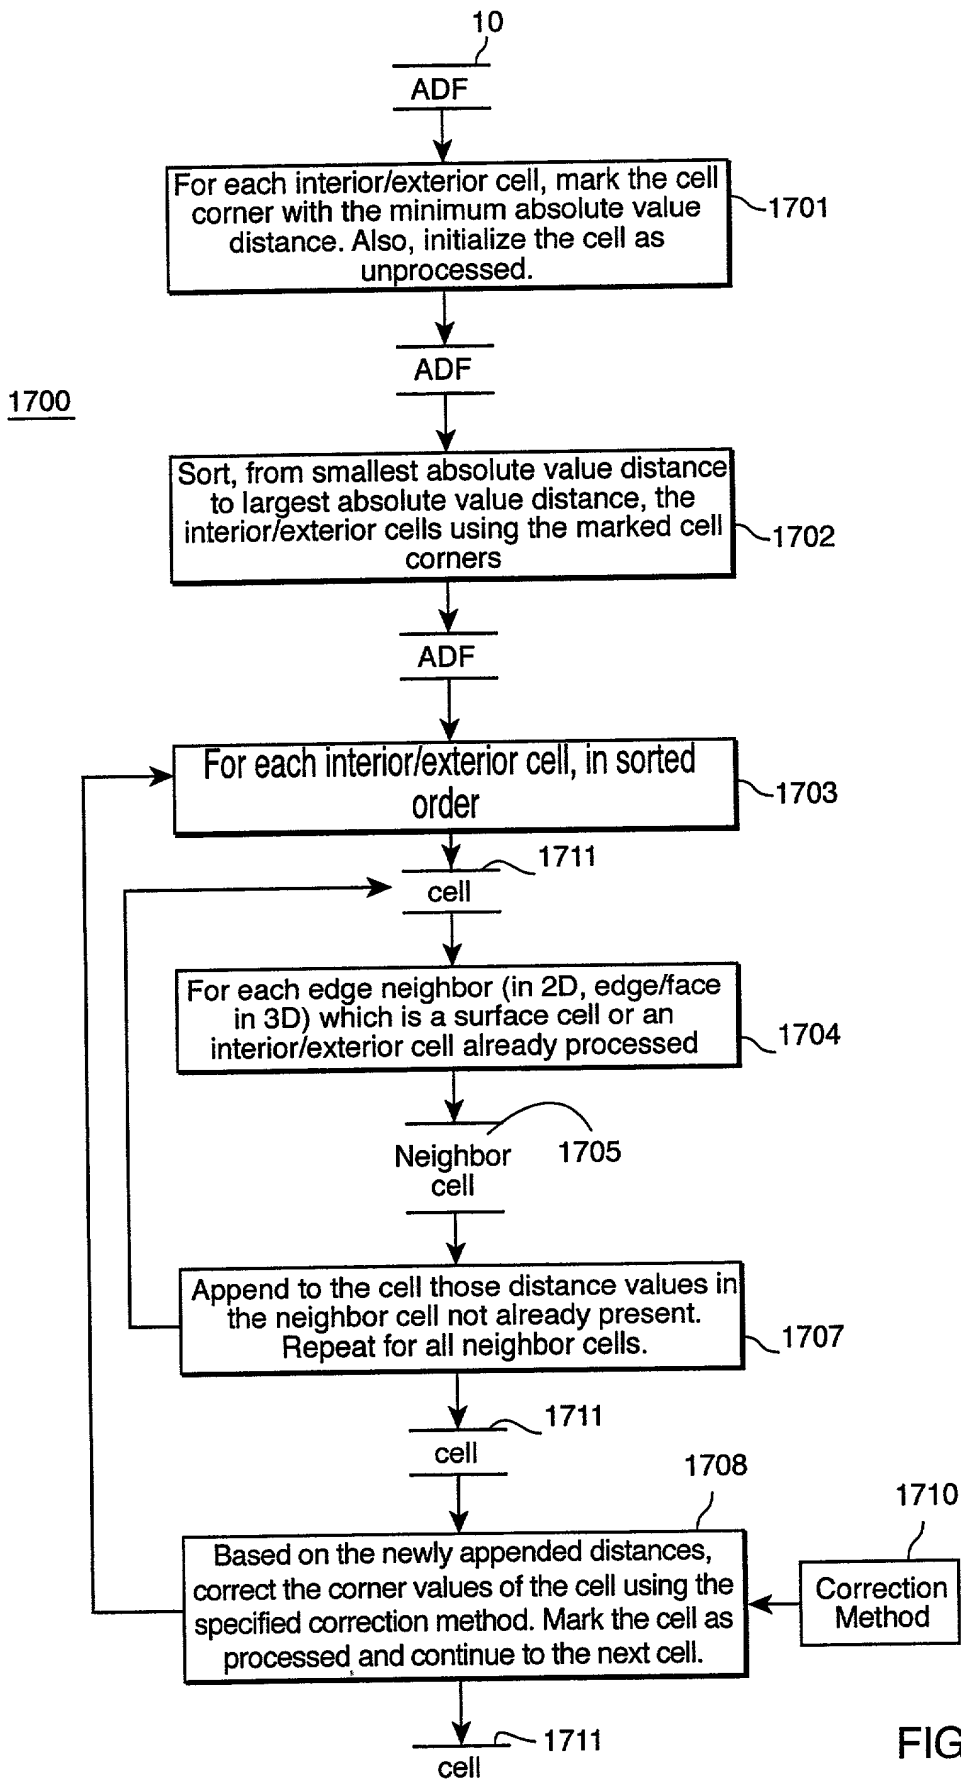 10
ADF
For each interior/exterior cell, mark the cell
corner with the minimum absolute value
distance. Also, initialize the cell as
unprocessed.
1701
ADF
1700
Sort, from smallest absolute value distance
to largest absolute value distance, the
interior/exterior cells using the marked cell
corners
1702
ADF
For each interior/exterior cell, in sorted
order
1703
1711
cell
For each edge neighbor (in 2D, edge/face
in 3D) which is a surface cell or an
interior/exterior cell already processed
1704
1705
Neighbor
cell
Append to the cell those distance values in
the neighbor cell not already present.
Repeat for all neighbor cells.
1707
1711
cell
1708
1710
Based on the newly appended distances,
correct the corner values of the cell using the
specified correction method. Mark the cell as
processed and continue to the next cell.
Correction
Method
1711
cell
FIG